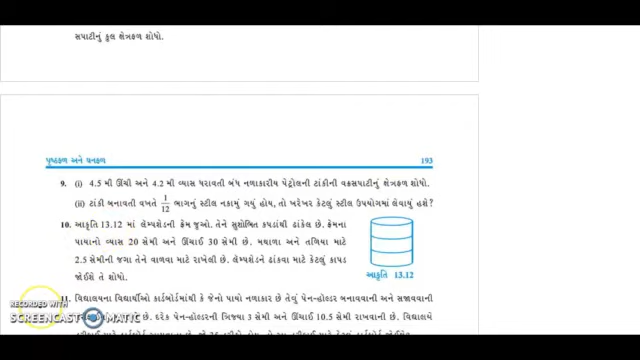 સપાટીનું કુલ ક્ષેત્રફળ શોધો.
પૃષ્ઠફળ અને ઘનફળ 193
9. (i) 4.5 મી ઊંચી અને 4.2 મી વ્યાસ ધરાવતી બંધ નળાકારીય પેટ્રોલની ટાંકીની વક્રસપાટીનું ક્ષેત્રફળ શોધો.
(ii) ટાંકી બનાવતી વખતે 1/12 ભાગનું સ્ટીલ નકામું ગયું હોય, તો ખરેખર કેટલું સ્ટીલ ઉપયોગમાં લેવાયું હશે?
10. આકૃતિ 13.12 માં લેમ્પશેડની ફ્રેમ જુઓ. તેને સુશોભિત કપડાંથી ઢાંકેલ છે. ફ્રેમના
પાયાનો વ્યાસ 20 સેમી અને ઊંચાઈ 30 સેમી છે. મથાળા અને તળિયા માટે
2.5 સેમીની જગા તેને વાળવા માટે રાખેલી છે. લેમ્પશેડને ઢાંકવા માટે કેટલું કાપડ
જોઈશે તે શોધો.
આકૃતિ 13.12
11. વિદ્યાલયના વિદ્યાર્થીઓ કાર્ડબોર્ડમાંથી કે જેનો પાયો નળાકાર છે તેવું પેન-હોલ્ડર બનાવવાની અને સજાવવાની
છે. દરેક પેન-હોલ્ડરની ત્રિજ્યા 3 સેમી અને ઊંચાઈ 10.5 સેમી રાખવાની છે. વિદ્યાલયે
RECORDED WITH
SCREENCAST MATIC